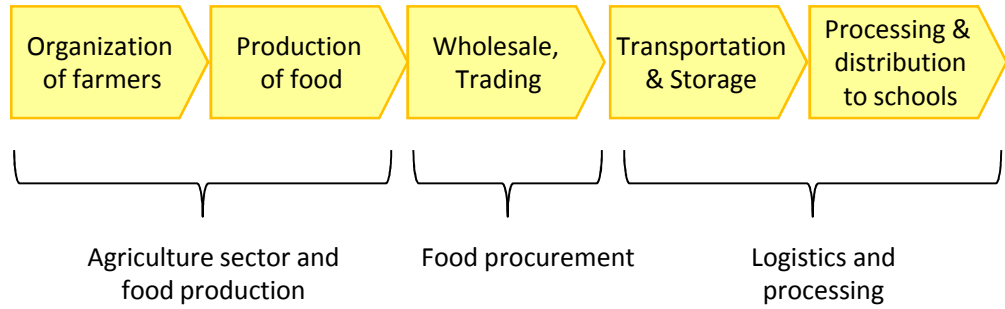 Organization
of farmers
Production
of food
Wholesale,
Trading
Transportation
& Storage
Processing &
distribution
to schools
Agriculture sector and
food production
Food procurement
Logistics and
processing